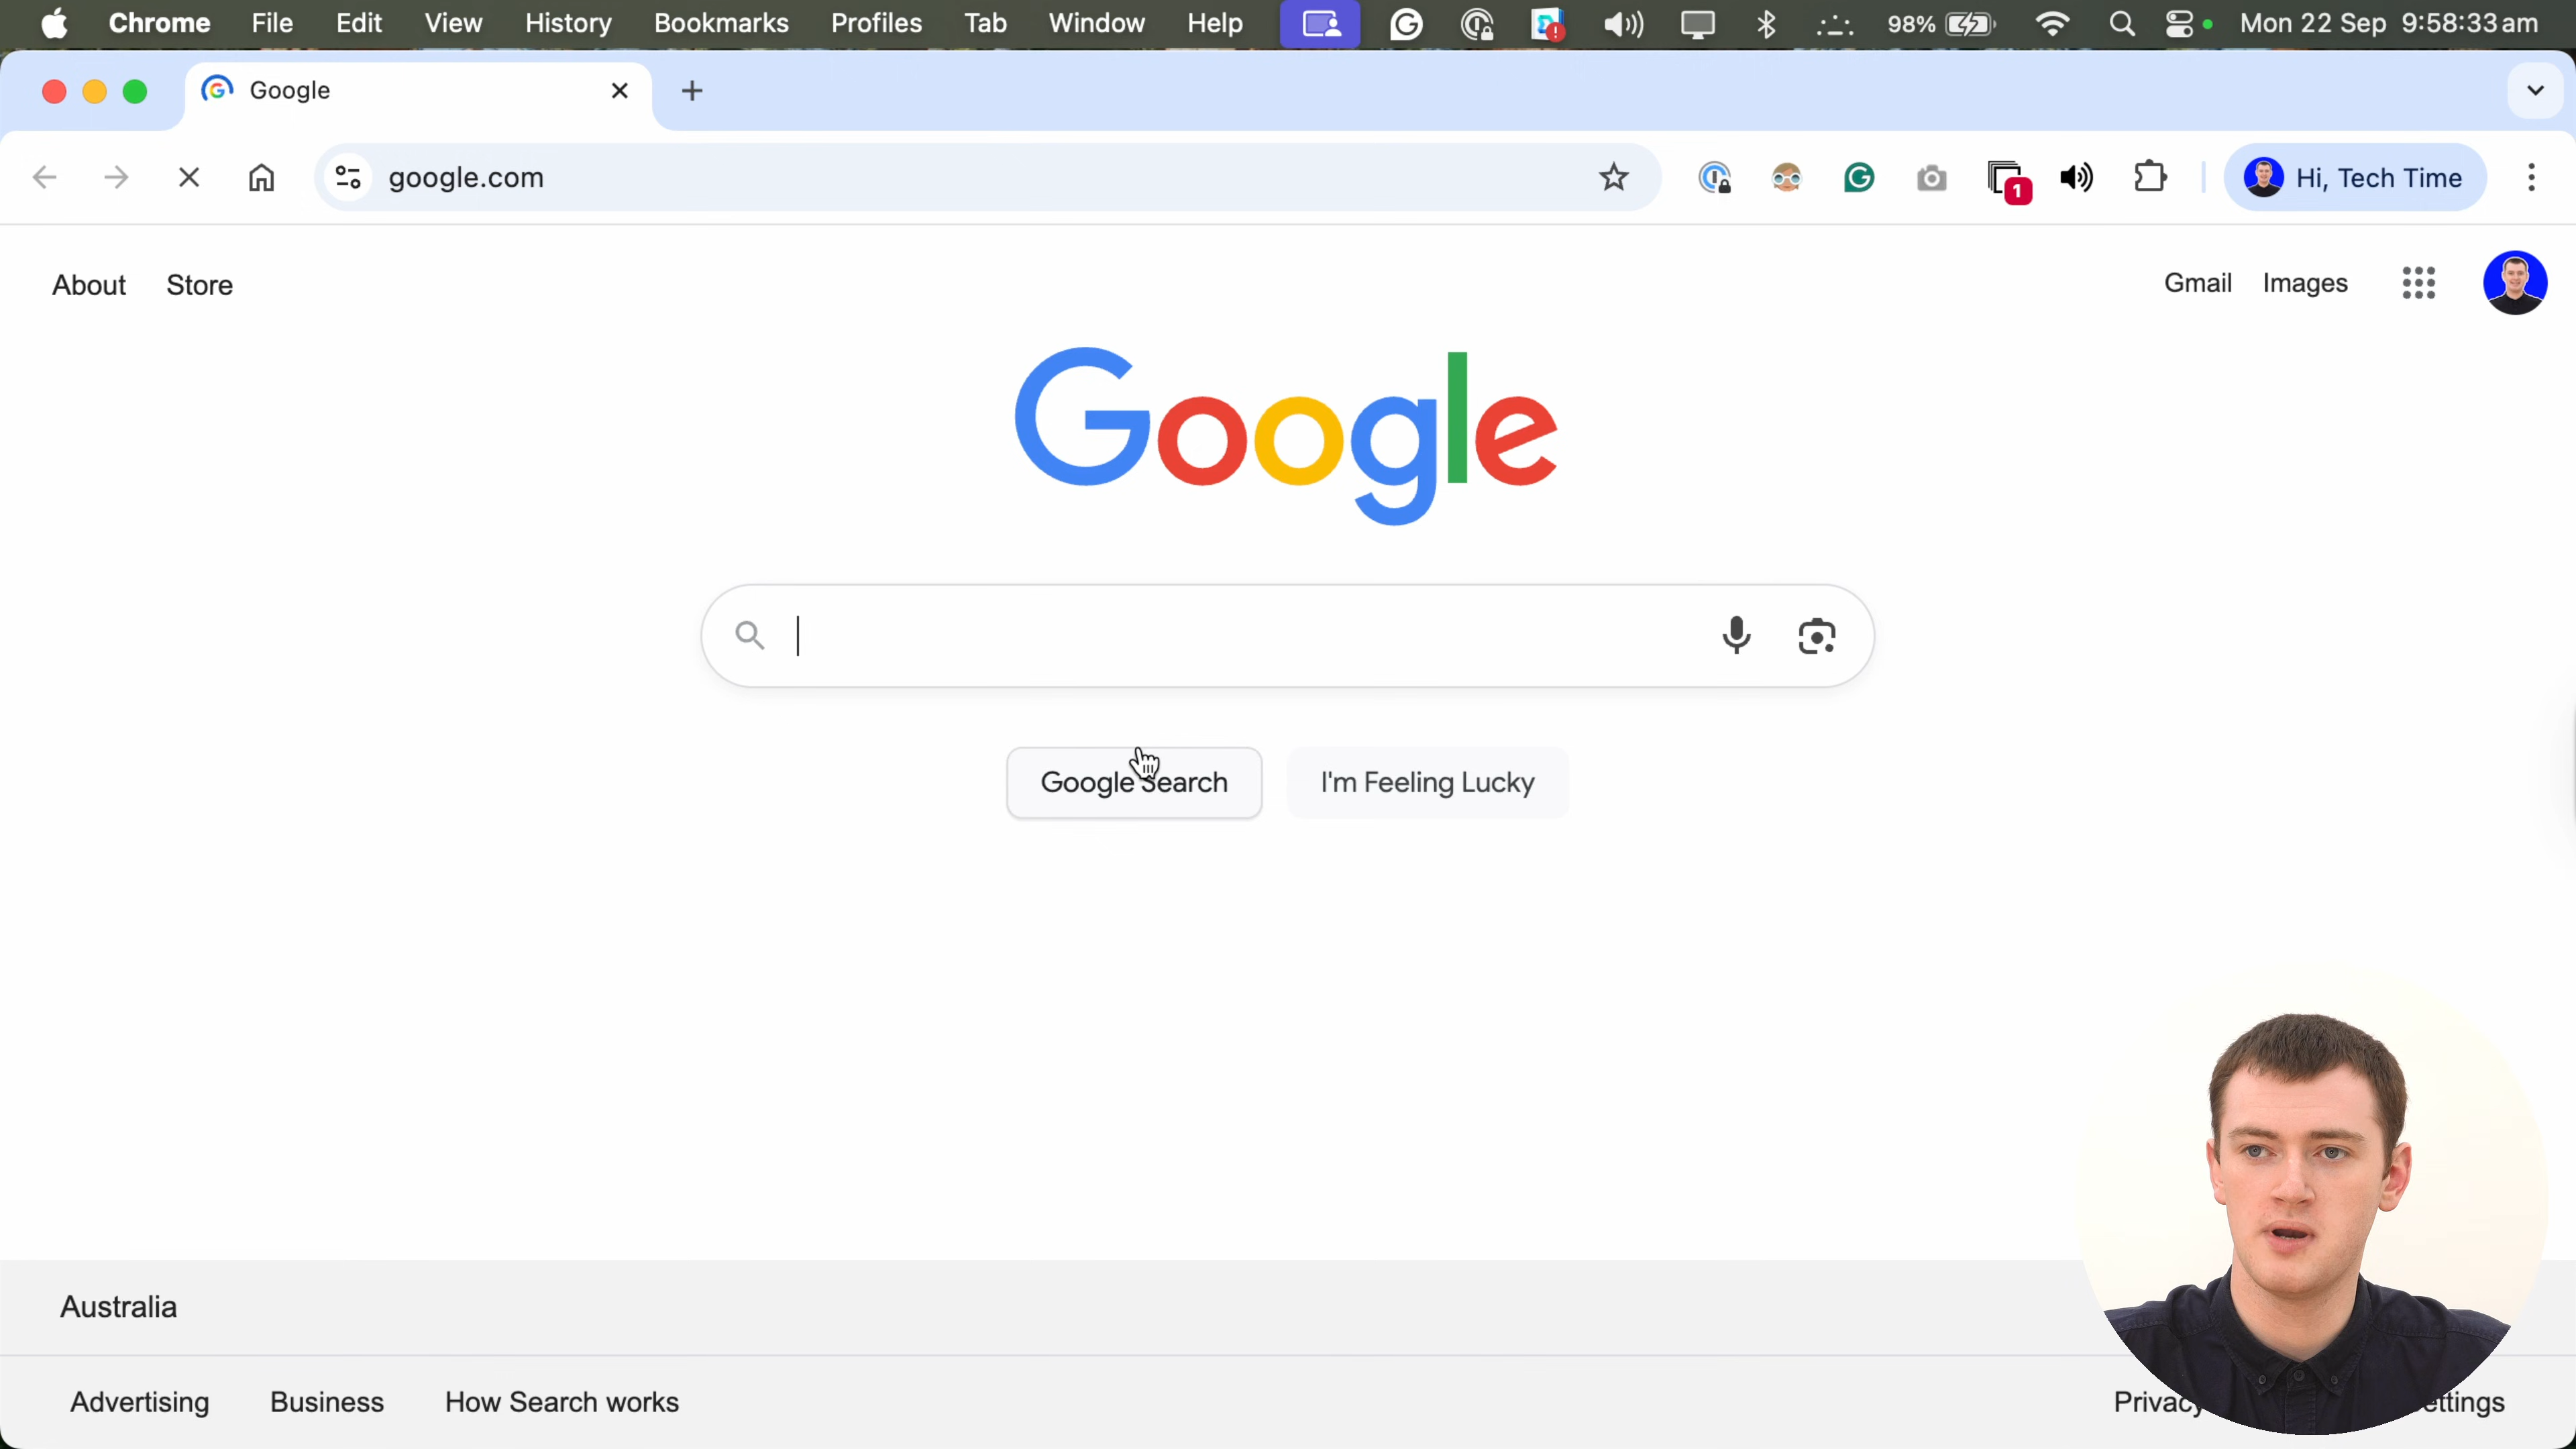 Chrome File Edit View History Bookmarks Profiles Tab Window Help 98% Mon 22 Sep 9:58:33 am
Google
google.com 1 Hi, Tech Time
About Store Gmail Images
Google
Google Search I'm Feeling Lucky
Australia
Advertising Business How Search works Privacy ettings